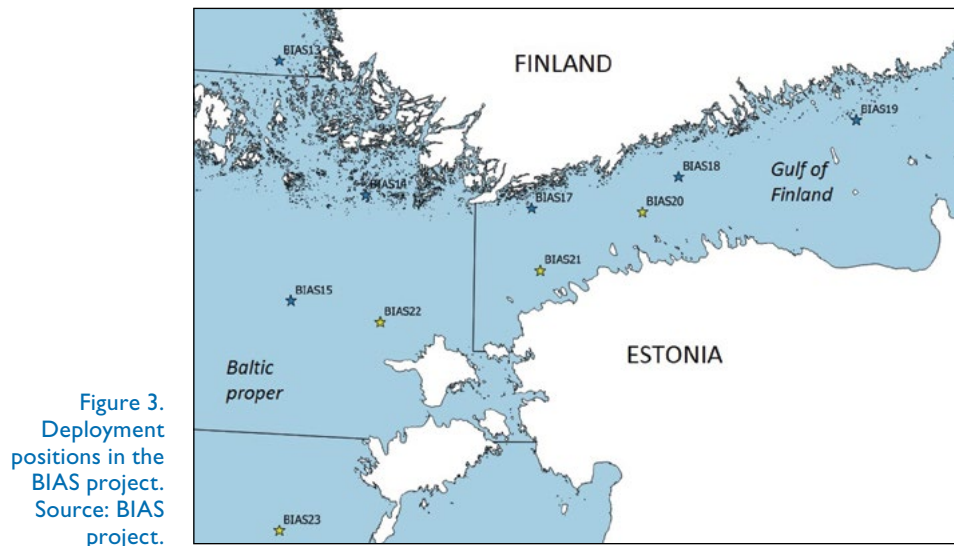 BIAS13
FINLAND
BIAS19
BIAS18
Gulf of
Finland
BIAS14
BIAS17
BIAS20
BIAS21
BIAS15
BIAS22
ESTONIA
Baltic
proper
BIAS23
Figure 3.
Deployment
positions in the
BIAS project.
Source: BIAS
project.